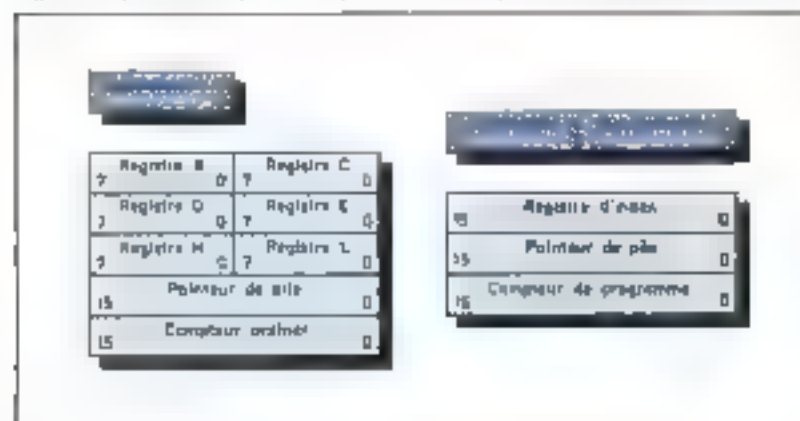 Registre B Registre C
7 0 7 0
Registre D Registre E
7 0 7 0
Registre H Registre L
7 0 7 0
Pointeur de pile
15 0
Compteur ordinal
15 0
Registre d'index
15 0
Pointeur de pile
15 0
Compteur de programme
15 0